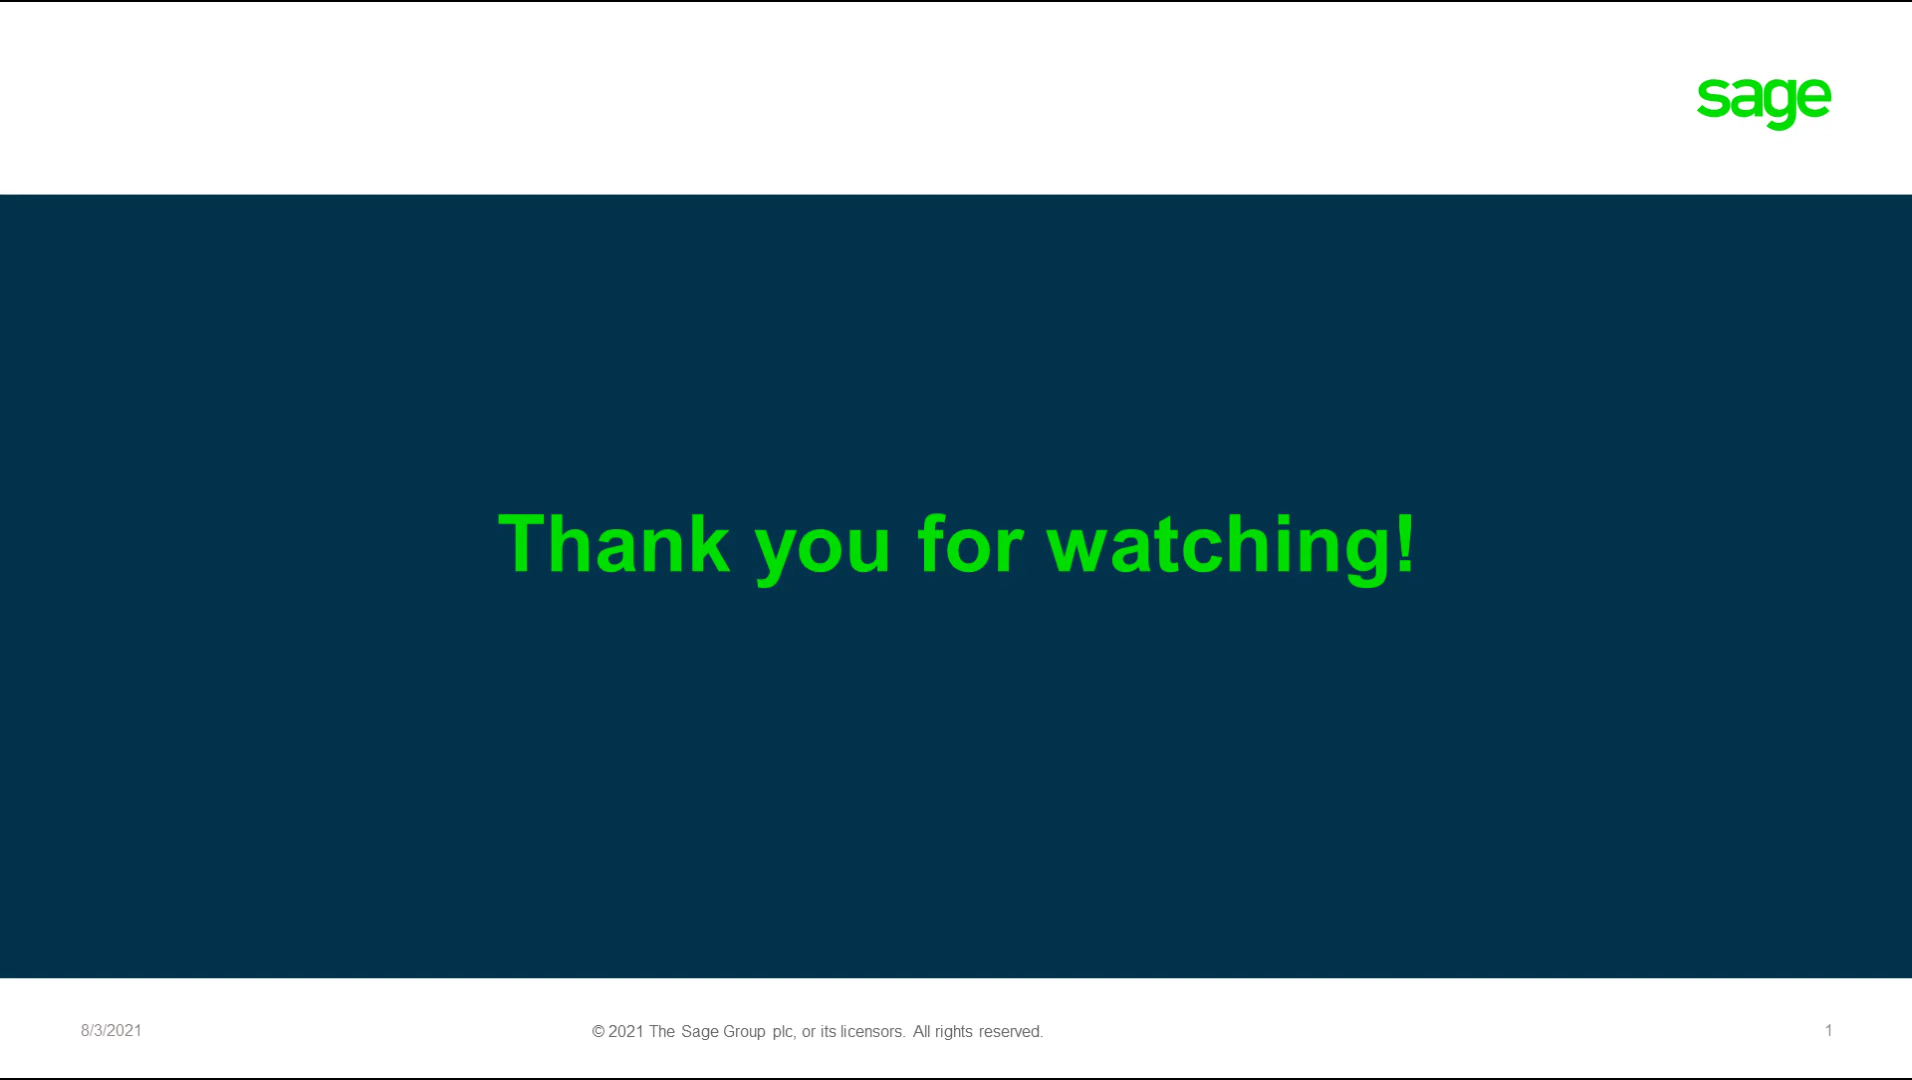 sage
Thank you for watching!
8/3/2021
© 2021 The Sage Group plc, or its licensors. All rights reserved.
1